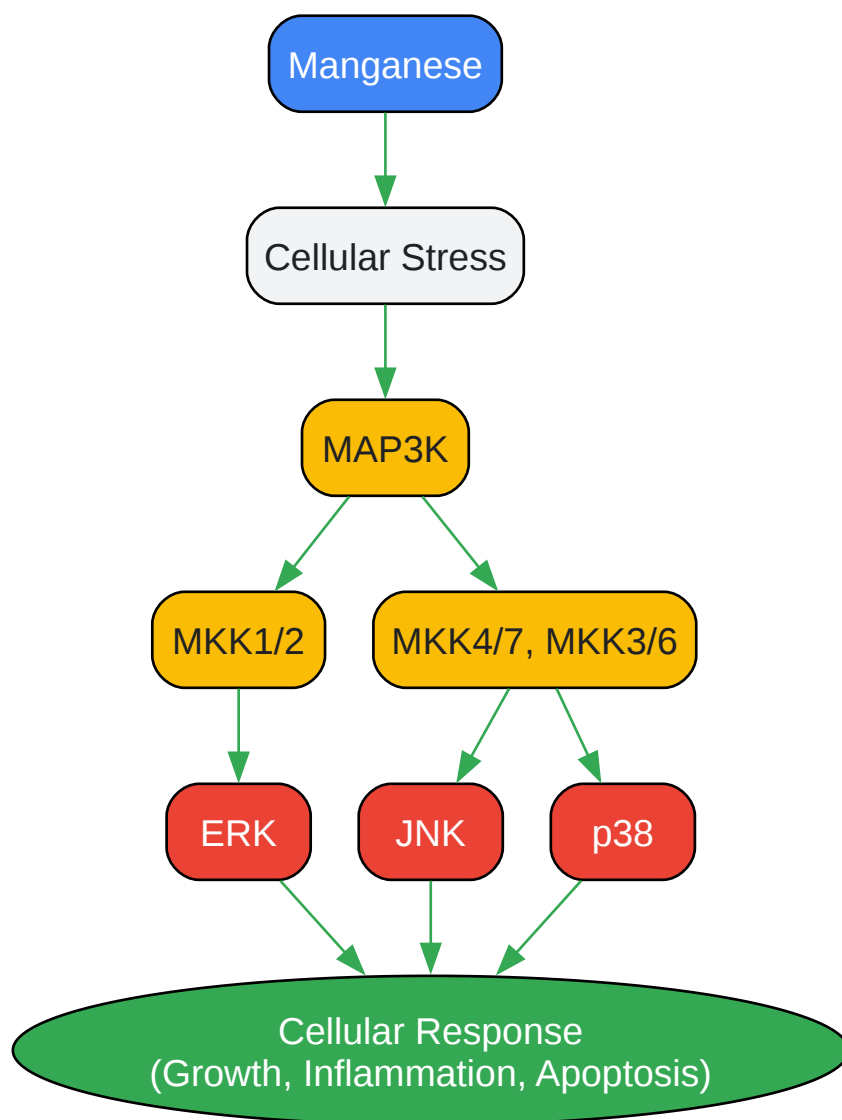 Manganese
Cellular Stress
MAP3K
MKK1/2
MKK4/7, MKK3/6
ERK
JNK
p38
Cellular Response
(Growth, Inflammation, Apoptosis)